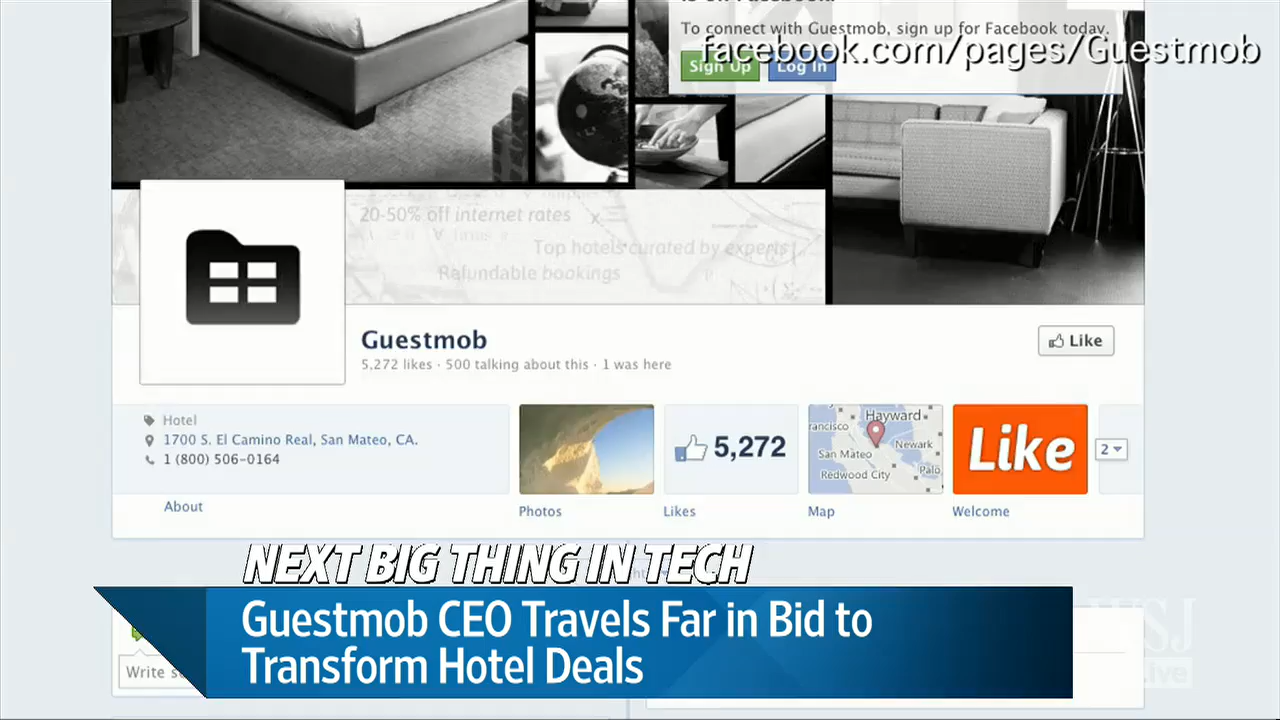 To connect with Guestmob, sign up for Facebook today.
facebook.com/pages/Guestmob
Sign Up Log In
20-50% off internet rates
Top hotels curated by experts
Refundable bookings
Guestmob
5,272 likes · 500 talking about this · 1 was here
Like
Hotel
1700 S. El Camino Real, San Mateo, CA.
1 (800) 506-0164
About
5,272
Hayward
rancisco
Newark
San Mateo
Palo
Redwood City
Like
2
Photos
Likes
Map
Welcome
NEXT BIG THING IN TECH
Guestmob CEO Travels Far in Bid to
Transform Hotel Deals
WSJ
Live
Write